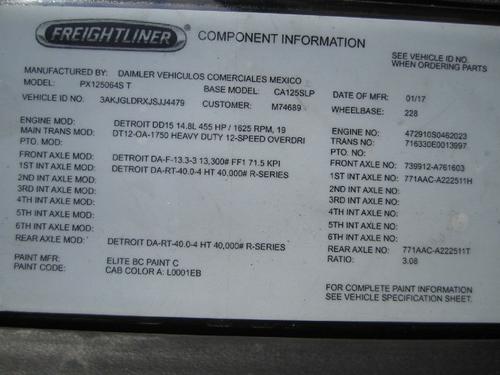 FREIGHTLINER
COMPONENT INFORMATION
SEE VEHICLE ID NO.
WHEN ORDERING PARTS
MANUFACTURED BY: DAIMLER VEHICULOS COMERCIALES MEXICO
MODEL: PX125064S T BASE MODEL: CA125SLP DATE OF MFR: 01/17
VEHICLE ID NO: 3AKJGLDRXJSJJ4479 CUSTOMER: M74689 WHEELBASE: 228
ENGINE MOD: DETROIT DD15 14.8L 455 HP / 1625 RPM, 19 ENGINE NO: 472910S0462023
MAIN TRANS MOD: DT12-OA-1750 HEAVY DUTY 12-SPEED OVERDRI TRANS NO: 716330E0013997
PTO. MOD: PTO. NO:
FRONT AXLE MOD: DETROIT DA-F-13.3-3 13,300# FF1 71.5 KPI FRONT AXLE NO: 739912-A761603
1ST INT AXLE MOD: DETROIT DA-RT-40.0-4 HT 40,000# R-SERIES 1ST INT AXLE NO: 771AAC-A222511H
2ND INT AXLE MOD: 2ND INT AXLE NO:
3RD INT AXLE MOD: 3RD INT AXLE NO:
4TH INT AXLE MOD: 4TH INT AXLE NO:
5TH INT AXLE MOD: 5TH INT AXLE NO:
6TH INT AXLE MOD: 6TH INT AXLE NO:
REAR AXLE MOD: DETROIT DA-RT-40.0-4 HT 40,000# R-SERIES REAR AXLE NO: 771AAC-A222511T
RATIO: 3.08
PAINT MFR: ELITE BC PAINT C
PAINT CODE: CAB COLOR A: L0001EB
FOR COMPLETE PAINT INFORMATION
SEE VEHICLE SPECIFICATION SHEET.